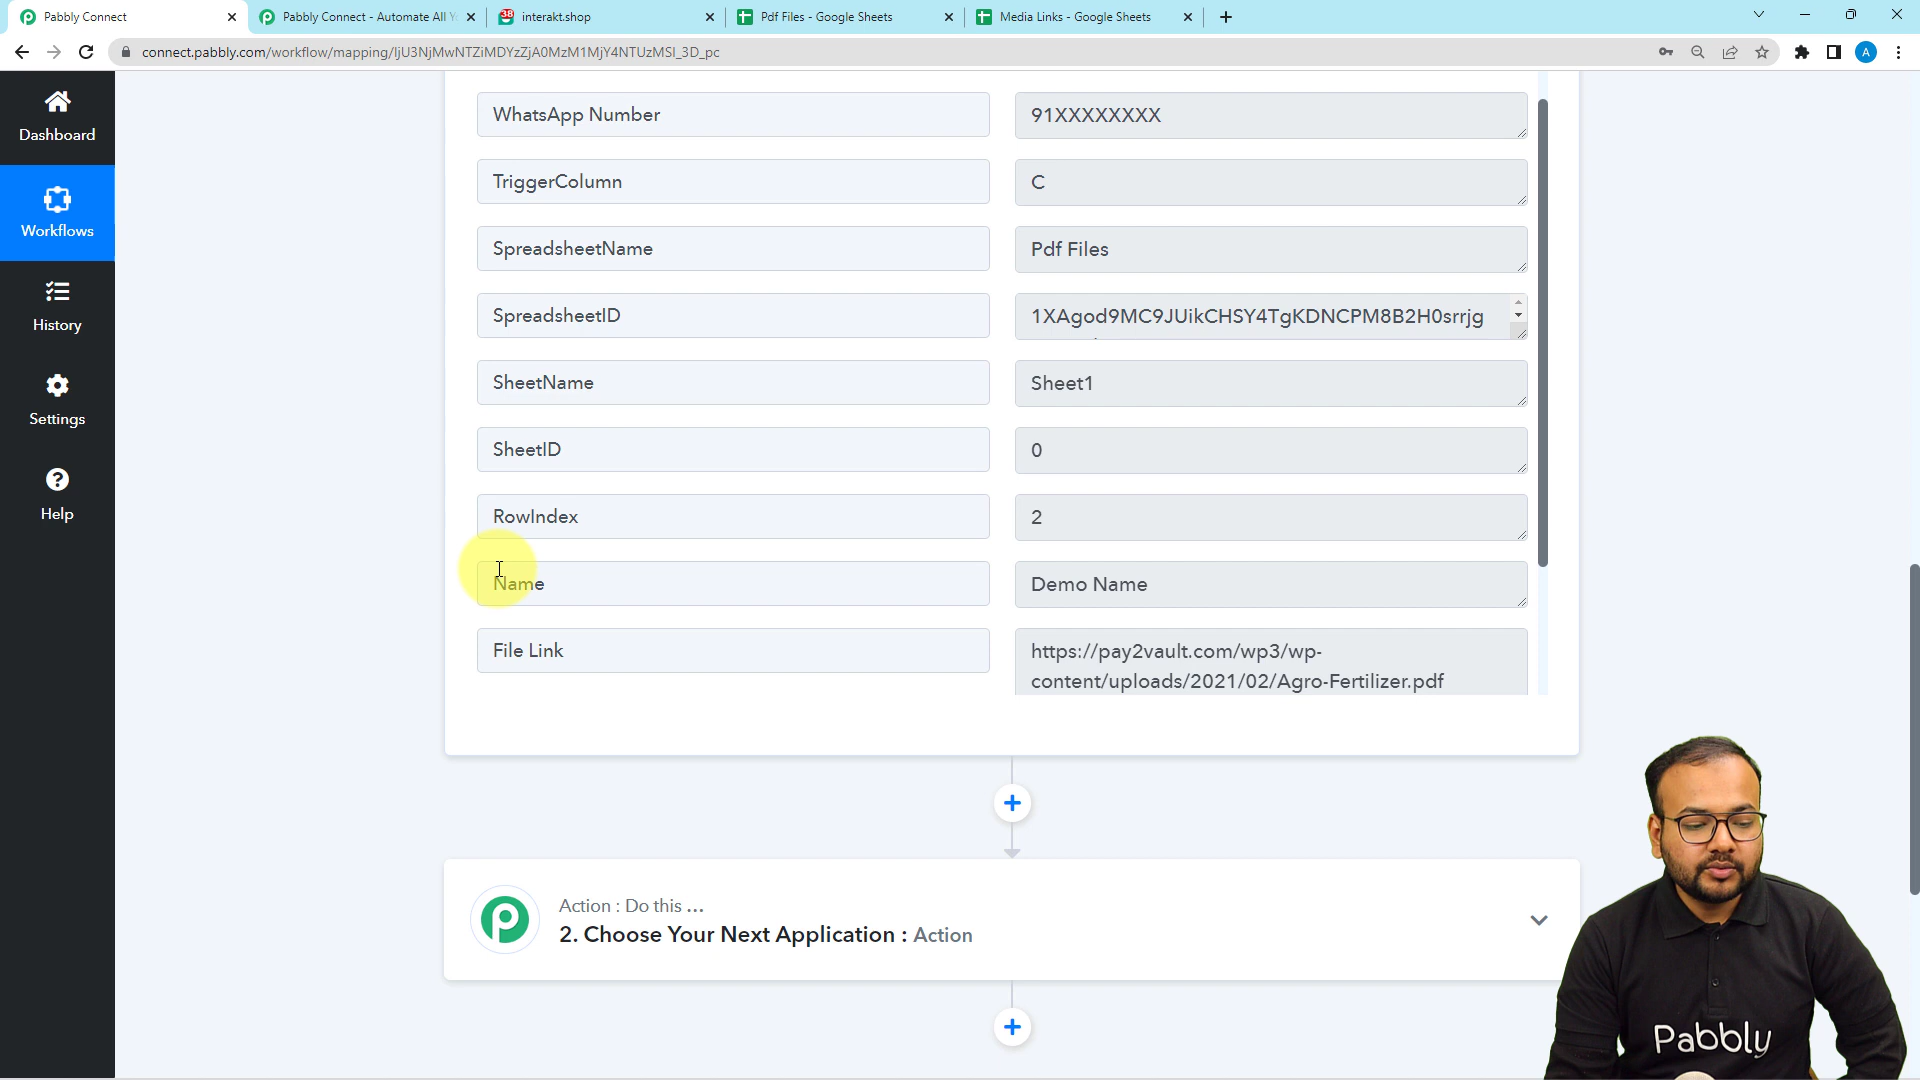 Pabbly Connect
Pabbly Connect - Automate All Yo
38
interakt.shop
Pdf Files - Google Sheets
Media Links - Google Sheets
connect.pabbly.com/workflow/mapping/IjU3NjMwNTZiMDYzZjA0MzM1MjY4NTUzMSI_3D_pc
A
Dashboard
Workflows
History
Settings
Help
WhatsApp Number
91XXXXXXXX
TriggerColumn
C
SpreadsheetName
Pdf Files
SpreadsheetID
1XAgod9MC9JUikCHSY4TgKDNCPM8B2H0srrjg
SheetName
Sheet1
SheetID
0
RowIndex
2
Name
Demo Name
File Link
https://pay2vault.com/wp3/wp-
content/uploads/2021/02/Agro-Fertilizer.pdf
Action : Do this ...
2. Choose Your Next Application : Action
Pabbly